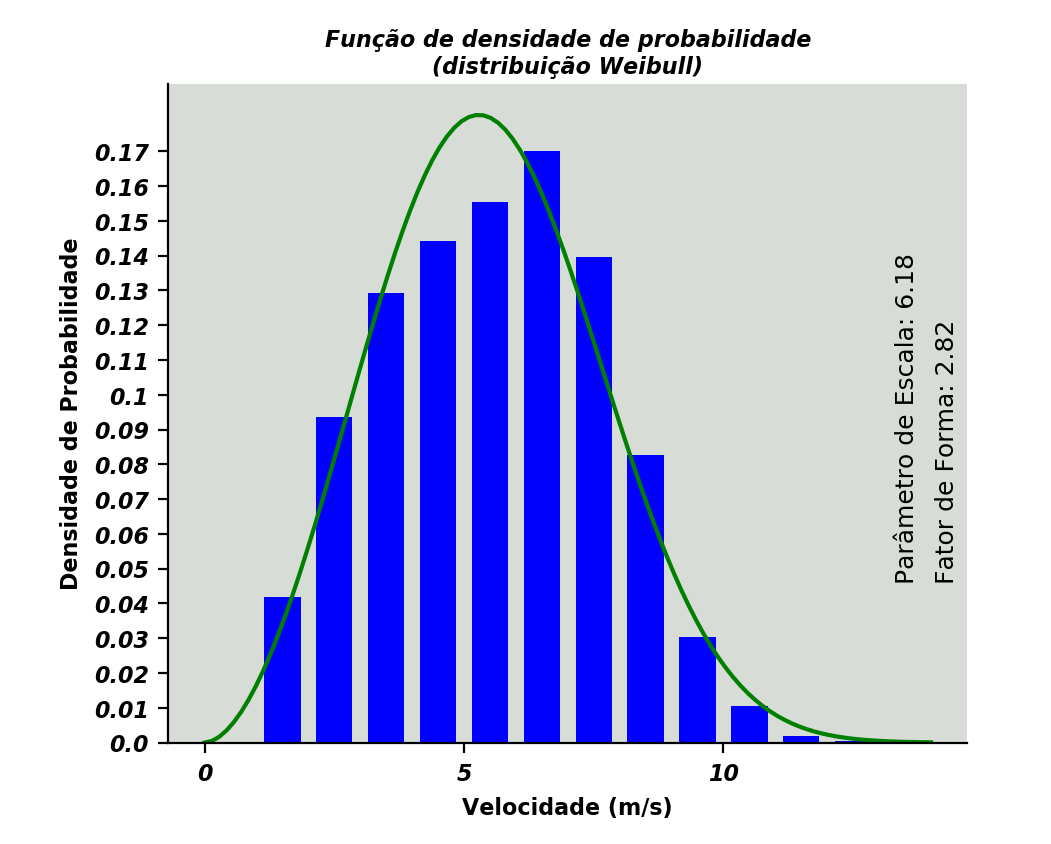 Função de densidade de probabilidade
(distribuição Weibull)
Densidade de Probabilidade
0.17
0.16
0.15
0.14
0.13
0.12
0.11
0.1
0.09
0.08
0.07
0.06
0.05
0.04
0.03
0.02
0.01
0.0
Parâmetro de Escala: 6.18
Fator de Forma: 2.82
0 5 10
Velocidade (m/s)